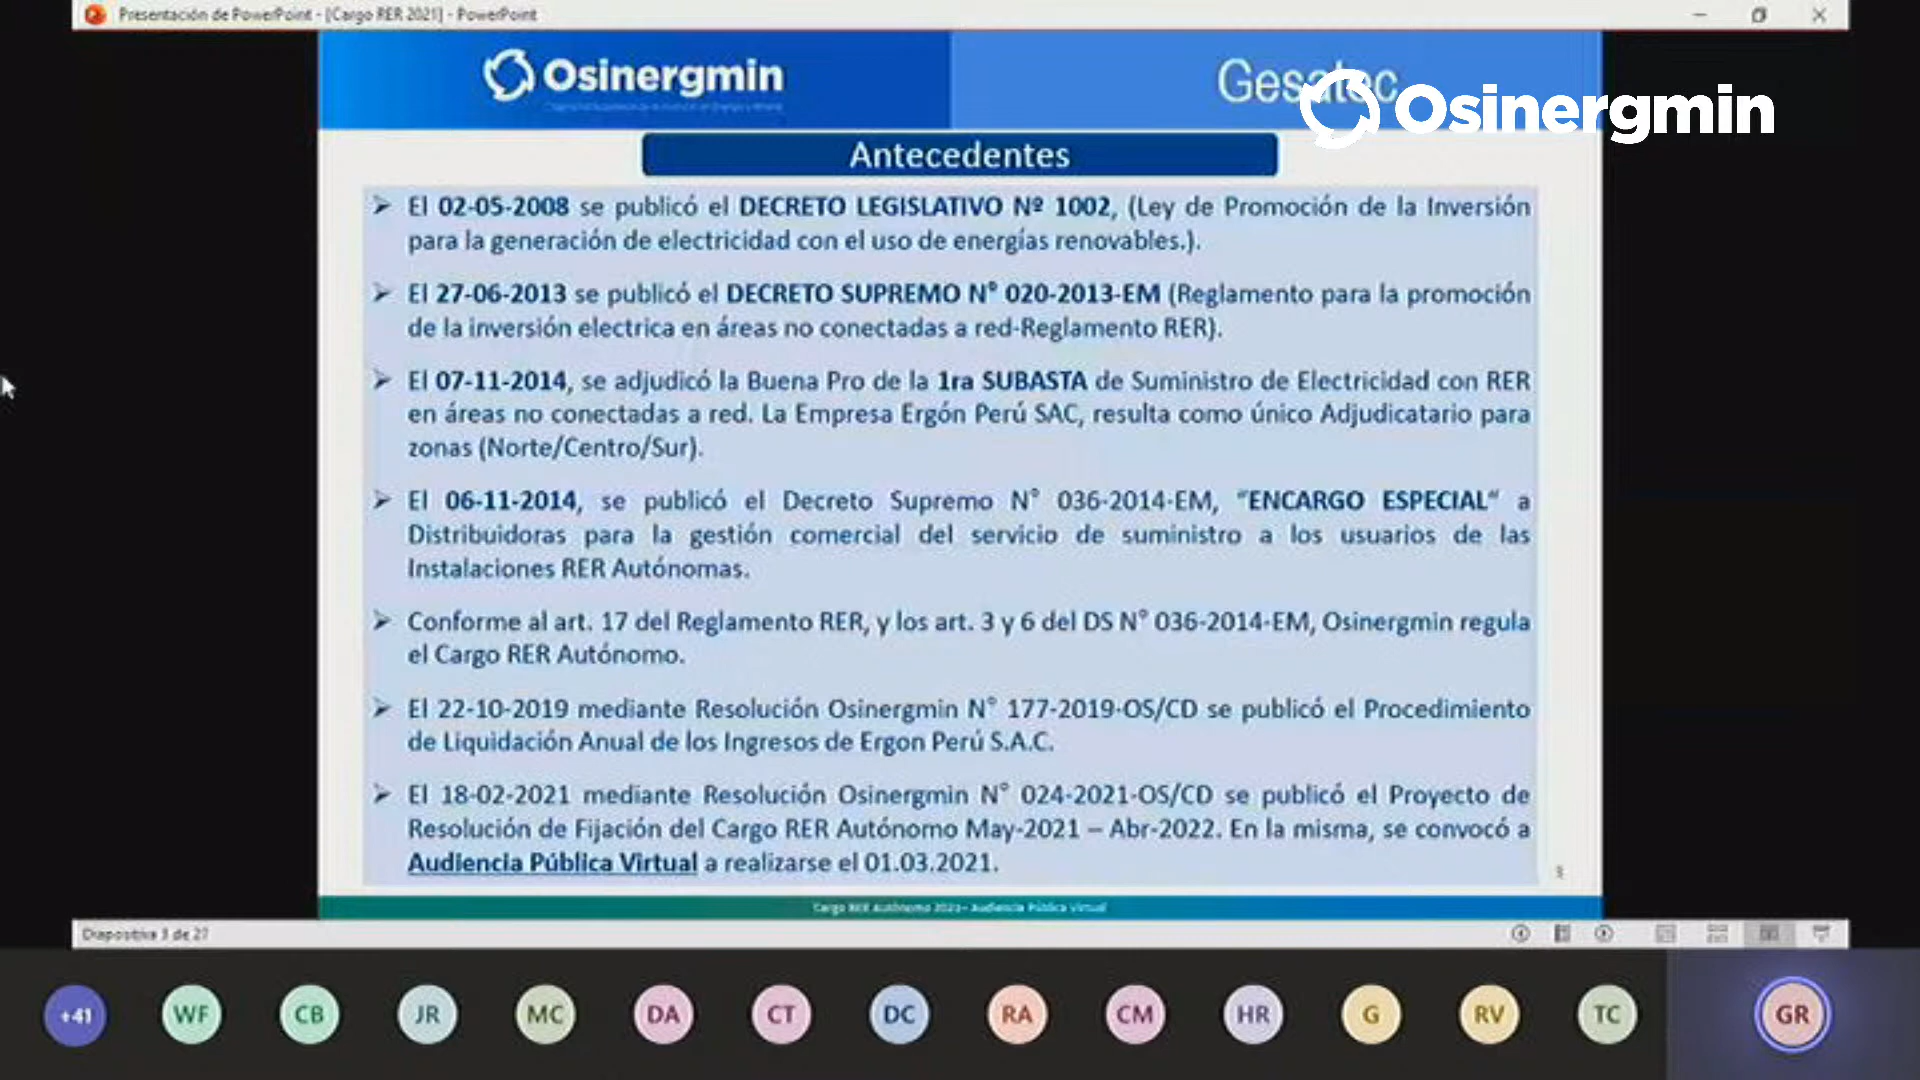 Presentación de PowerPoint - [Cargo RER 2021] - PowerPoint
Osinergmin
Gesatec
Osinergmin
Antecedentes
➢ El 02-05-2008 se publicó el DECRETO LEGISLATIVO Nº 1002, (Ley de Promoción de la Inversión
para la generación de electricidad con el uso de energías renovables.).
➢ El 27-06-2013 se publicó el DECRETO SUPREMO N° 020-2013-EM (Reglamento para la promoción
de la inversión electrica en áreas no conectadas a red-Reglamento RER).
➢ El 07-11-2014, se adjudicó la Buena Pro de la 1ra SUBASTA de Suministro de Electricidad con RER
en áreas no conectadas a red. La Empresa Ergón Perú SAC, resulta como único Adjudicatario para
zonas (Norte/Centro/Sur).
➢ El 06-11-2014, se publicó el Decreto Supremo N° 036-2014-EM, “ENCARGO ESPECIAL“ a
Distribuidoras para la gestión comercial del servicio de suministro a los usuarios de las
Instalaciones RER Autónomas.
➢ Conforme al art. 17 del Reglamento RER, y los art. 3 y 6 del DS N° 036-2014-EM, Osinergmin regula
el Cargo RER Autónomo.
➢ El 22-10-2019 mediante Resolución Osinergmin N° 177-2019-OS/CD se publicó el Procedimiento
de Liquidación Anual de los Ingresos de Ergon Perú S.A.C.
➢ El 18-02-2021 mediante Resolución Osinergmin N° 024-2021-OS/CD se publicó el Proyecto de
Resolución de Fijación del Cargo RER Autónomo May-2021 – Abr-2022. En la misma, se convocó a
Audiencia Pública Virtual a realizarse el 01.03.2021.
3
Cargo RER Autónomo 2021– Audiencia Pública Virtual
Diapositiva 3 de 27
+41 WF CB JR MC DA CT DC RA CM HR G RV TC GR